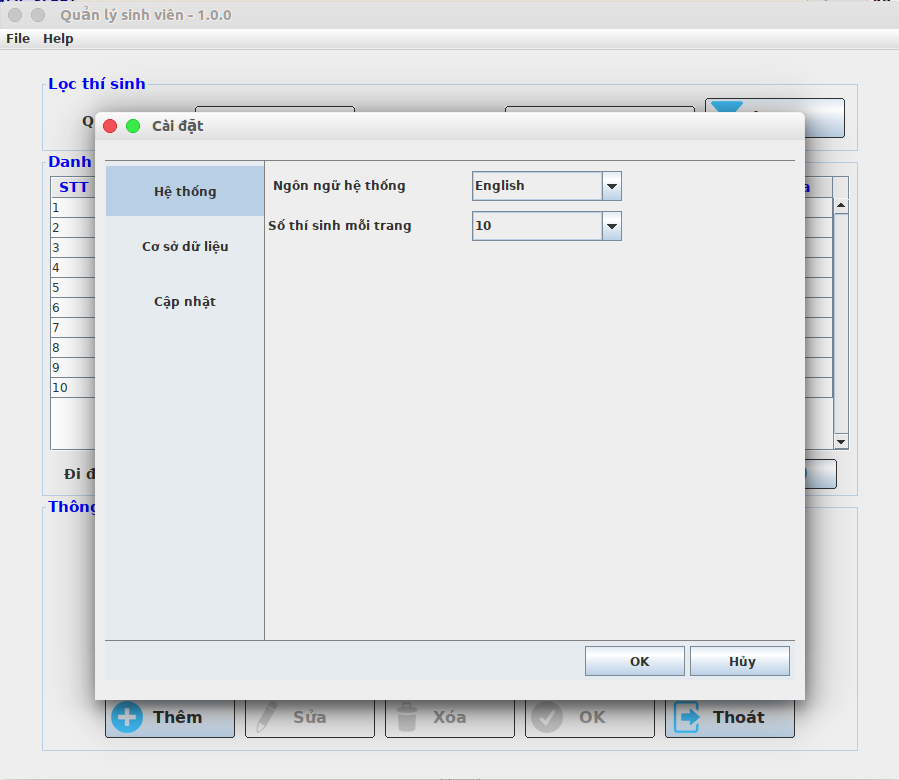 Quản lý sinh viên - 1.0.0
File Help
Lọc thí sinh
Cài đặt
Danh
STT
1
2
3
4
5
6
7
8
9
10
Hệ thống
Cơ sở dữ liệu
Cập nhật
Ngôn ngữ hệ thống English
Số thí sinh mỗi trang 10
Đi
Thông
OK Hủy
Thêm Sửa Xóa OK Thoát